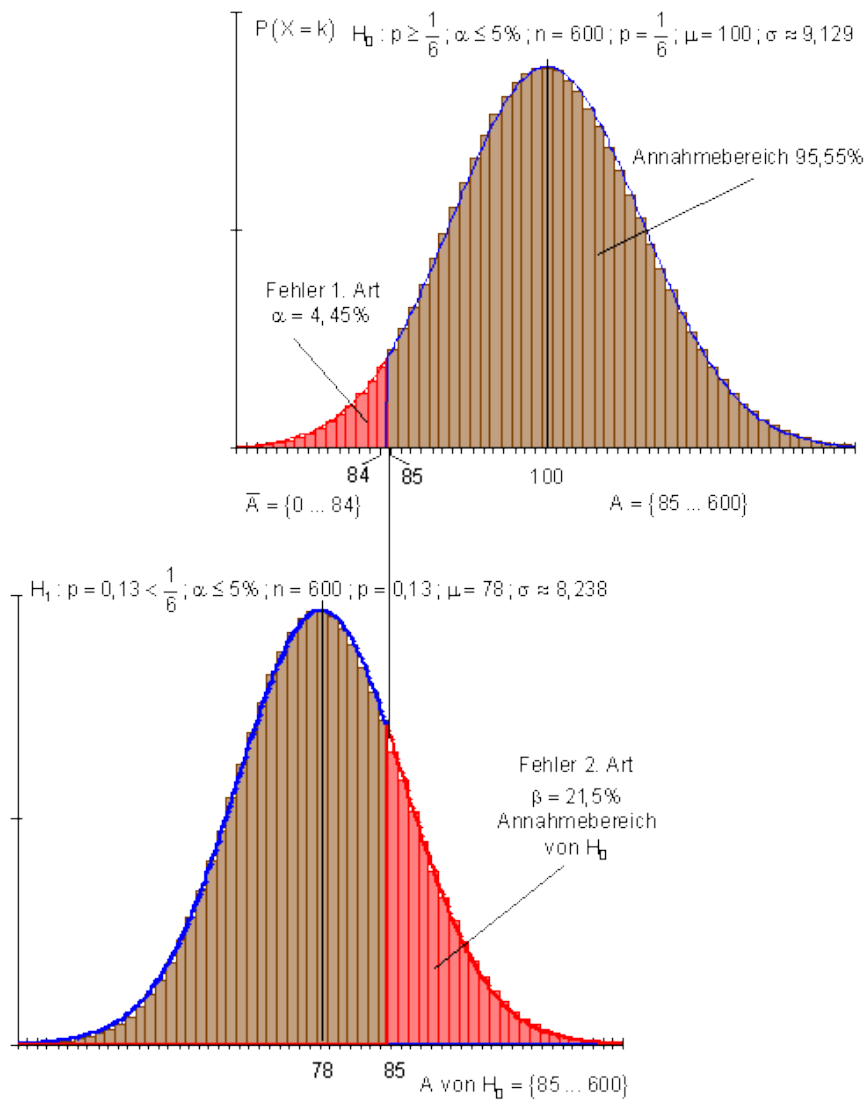 P(X = k) H₀ : p ≥ 1/6 ; α ≤ 5% ; n = 600 ; p = 1/6 ; μ = 100 ; σ ≈ 9,129
Annahmebereich 95,55%
Fehler 1. Art
α = 4,45%
84 85 100
A̅ = {0 ... 84} A = {85 ... 600}
H₁ : p = 0,13 < 1/6 ; α ≤ 5% ; n = 600 ; p = 0,13 ; μ = 78 ; σ ≈ 8,238
Fehler 2. Art
β = 21,5%
Annahmebereich
von H₀
78 85
A von H₀ = {85 ... 600}